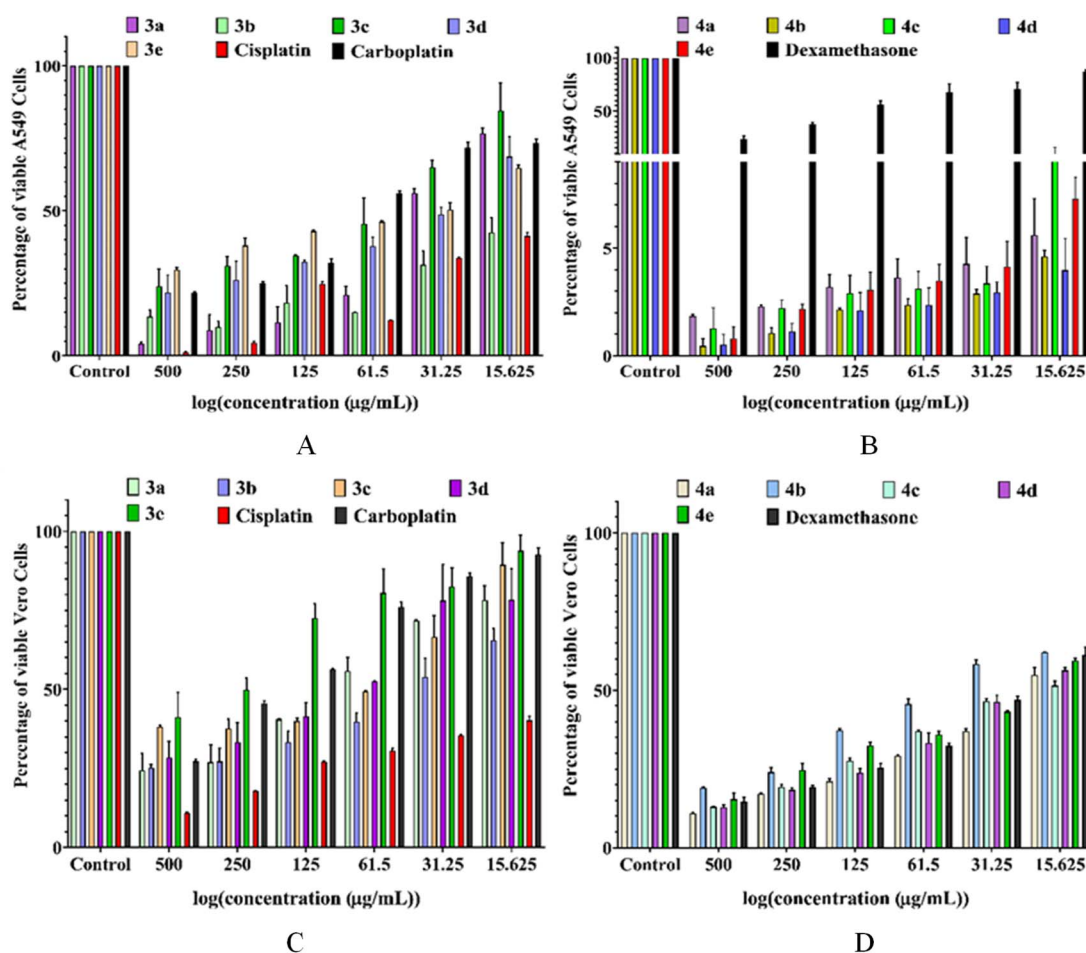 3a 3b 3c 3d
3e Cisplatin Carboplatin
Percentage of viable A549 Cells
100
50
0
Control 500 250 125 61.5 31.25 15.625
log(concentration (μg/mL))
A
4a 4b 4c 4d
4e Dexamethasone
Percentage of viable A549 Cells
100
50
5
0
Control 500 250 125 61.5 31.25 15.625
log(concentration (μg/mL))
B
3a 3b 3c 3d
3e Cisplatin Carboplatin
Percentage of viable Vero Cells
100
50
0
Control 500 250 125 61.5 31.25 15.625
log(concentration (μg/mL))
C
4a 4b 4c 4d
4e Dexamethasone
Percentage of viable Vero Cells
100
50
0
Control 500 250 125 61.5 31.25 15.625
log(concentration (μg/mL))
D